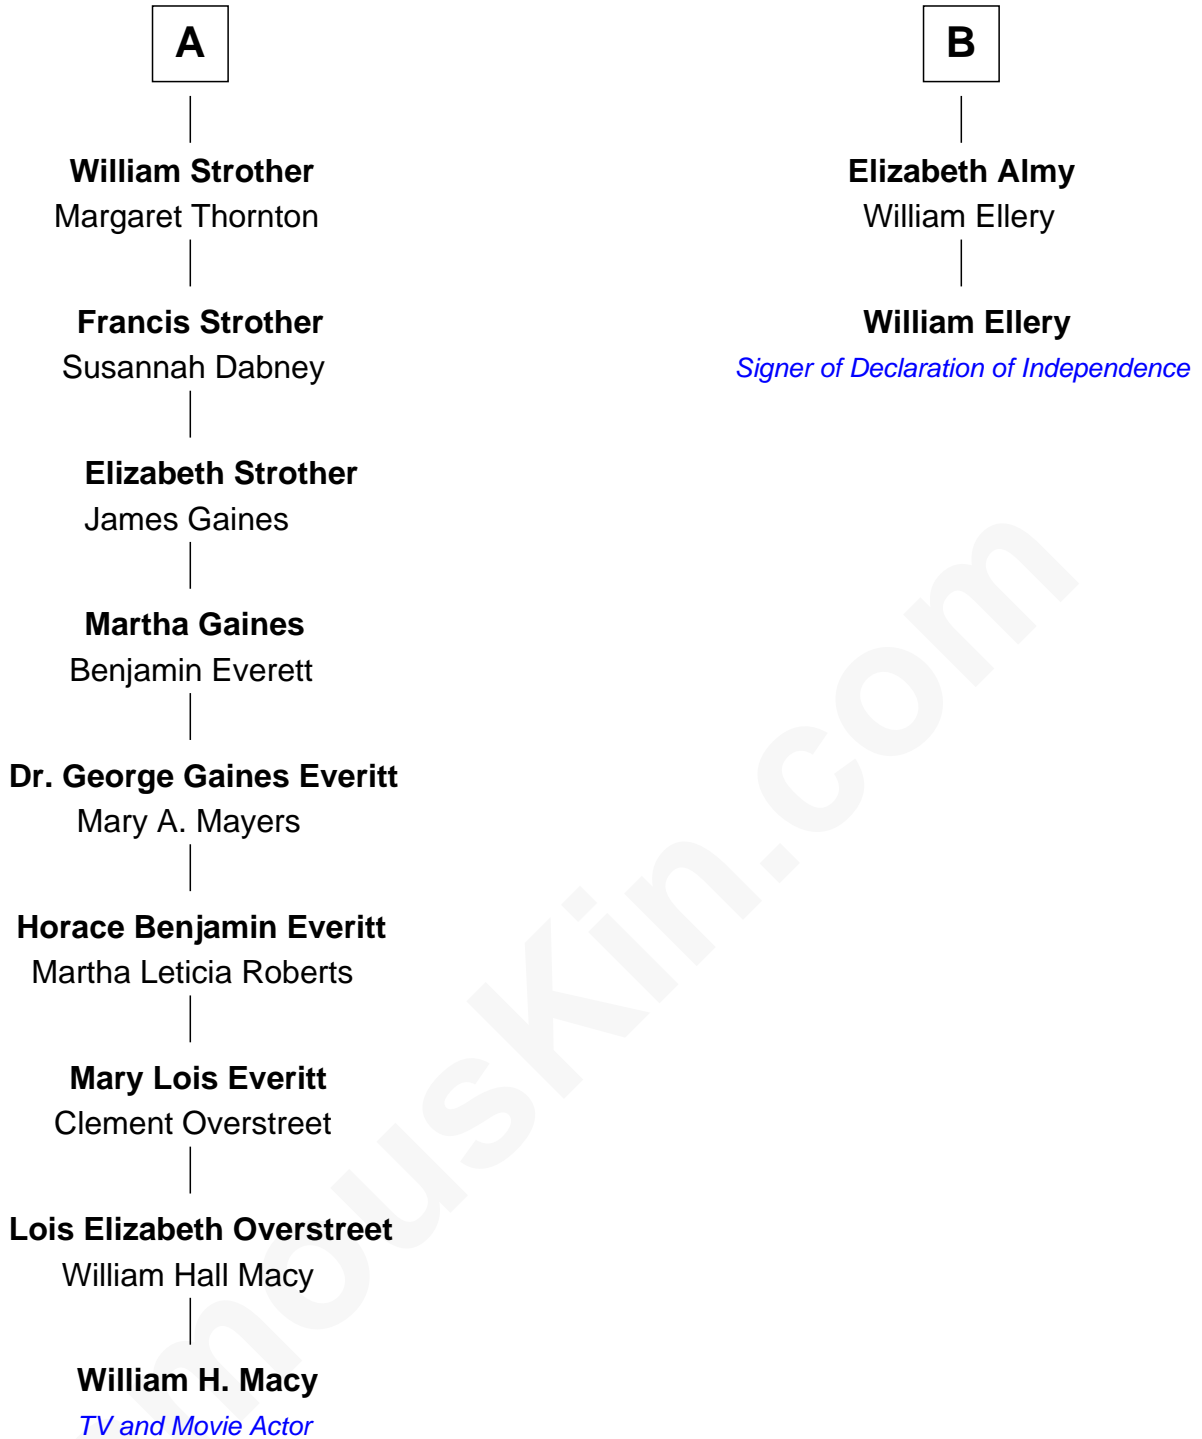 A
William Strother
Margaret Thornton
Francis Strother
Susannah Dabney
Elizabeth Strother
James Gaines
Martha Gaines
Benjamin Everett
Dr. George Gaines Everitt
Mary A. Mayers
Horace Benjamin Everitt
Martha Leticia Roberts
Mary Lois Everitt
Clement Overstreet
Lois Elizabeth Overstreet
William Hall Macy
William H. Macy
TV and Movie Actor
B
Elizabeth Almy
William Ellery
William Ellery
Signer of Declaration of Independence
mouskin.com